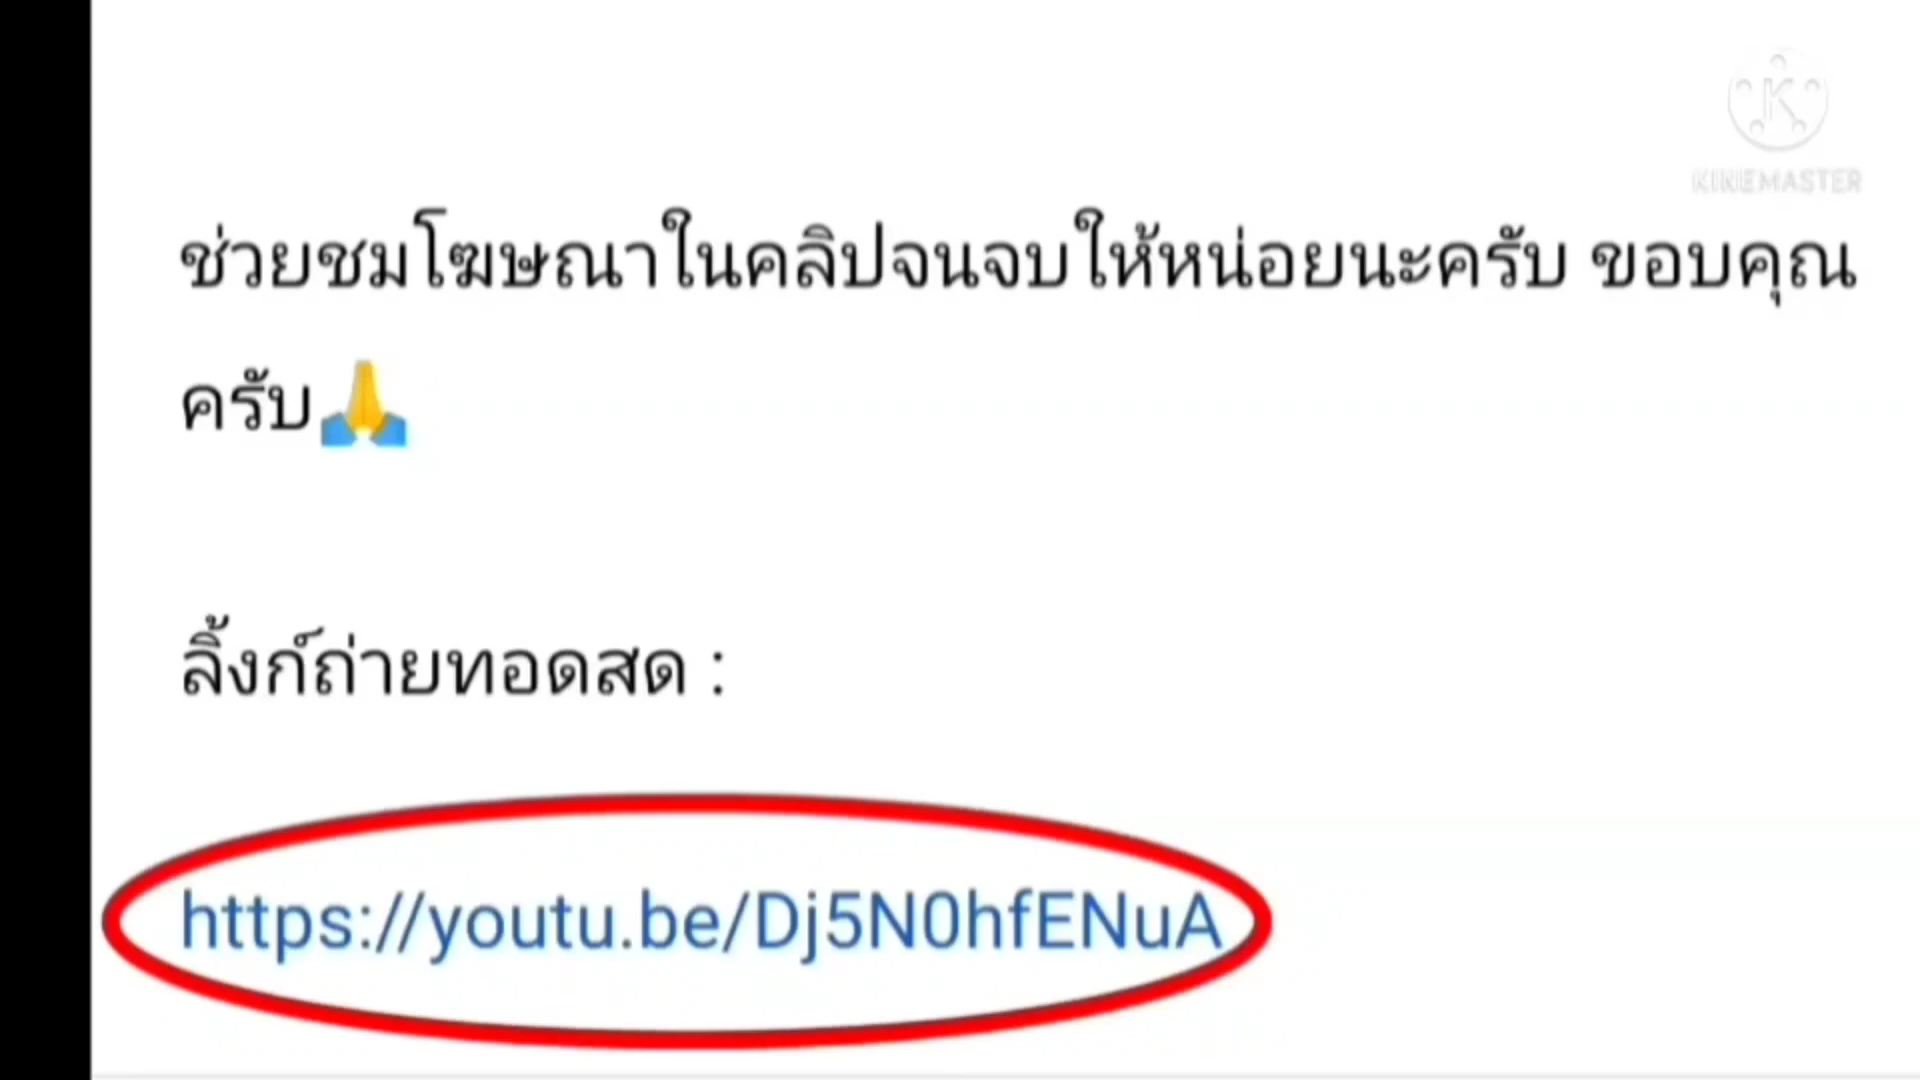 KINEMASTER
ช่วยชมโฆษณาในคลิปจนจบให้หน่อยนะครับ ขอบคุณ
ครับ🙏
ลิ้งก์ถ่ายทอดสด :
https://youtu.be/Dj5N0hfENuA